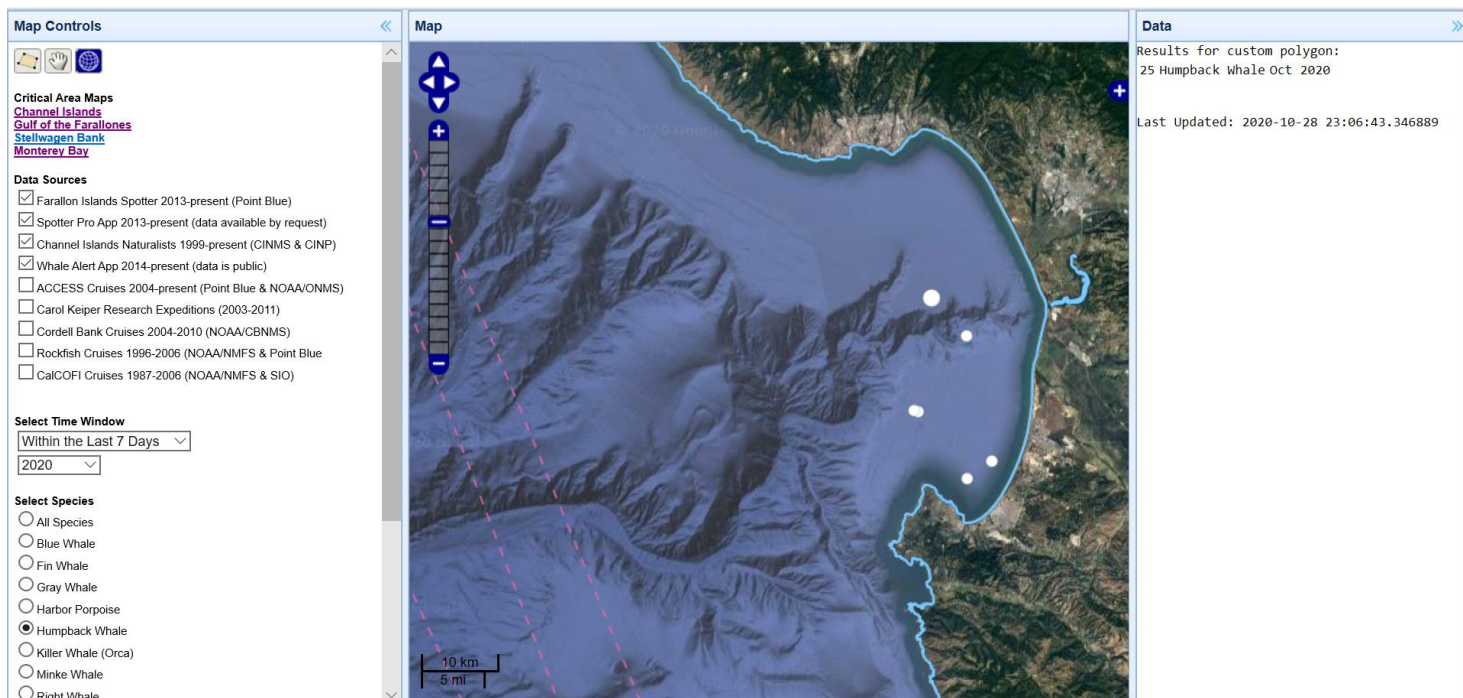 Map Controls
Critical Area Maps
Channel Islands
Gulf of the Farallones
Stellwagen Bank
Monterey Bay
Data Sources
Farallon Islands Spotter 2013-present (Point Blue)
Spotter Pro App 2013-present (data available by request)
Channel Islands Naturalists 1999-present (CINMS & CINP)
Whale Alert App 2014-present (data is public)
ACCESS Cruises 2004-present (Point Blue & NOAA/ONMS)
Carol Keiper Research Expeditions (2003-2011)
Cordell Bank Cruises 2004-2010 (NOAA/CBNMS)
Rockfish Cruises 1996-2006 (NOAA/NMFS & Point Blue
CalCOFI Cruises 1987-2006 (NOAA/NMFS & SIO)
Select Time Window
Within the Last 7 Days
2020
Select Species
All Species
Blue Whale
Fin Whale
Gray Whale
Harbor Porpoise
Humpback Whale
Killer Whale (Orca)
Minke Whale
Right Whale
Map
© 2020 Google
10 km
5 mi
Data
Results for custom polygon:
25 Humpback Whale Oct 2020
Last Updated: 2020-10-28 23:06:43.346889